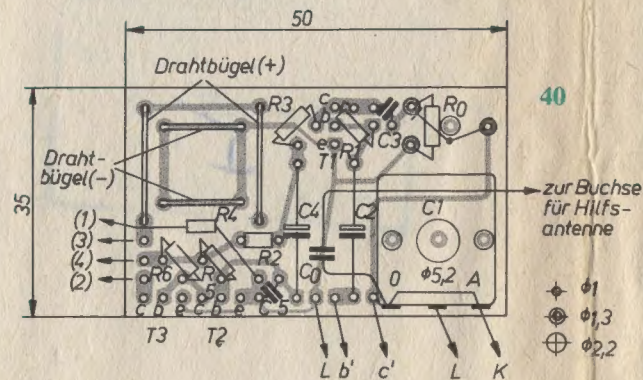 50
Drahtbügel(+)
40
35
R3
c
b
e
T1
R1
C3
R0
Draht-
bügel(-)
zur Buchse
für Hilfs-
antenne
(1)
(3)
(4)
(2)
R4
R6
R5
R2
C4
C0
C2
C1
ϕ5,2
0
A
C5
ϕ1
ϕ1,3
ϕ2,2
c b e c b e
T3
T2
L
b'
c'
L
K